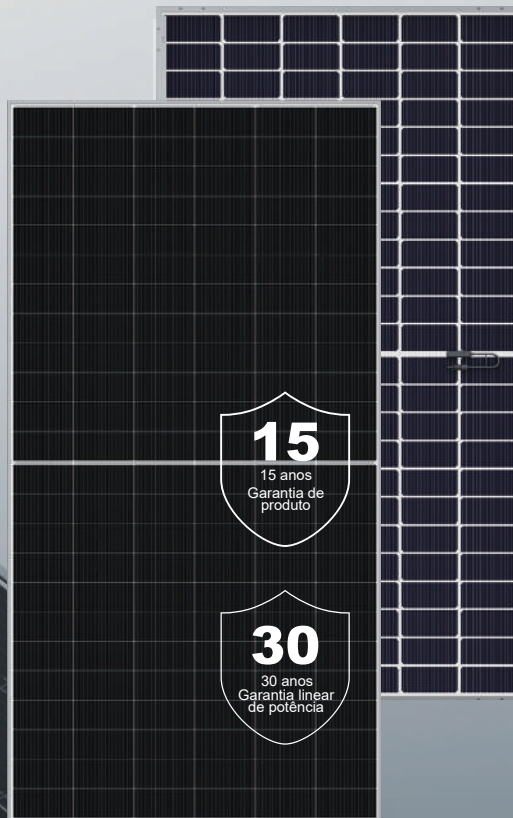 15
15 anos
Garantia de
produto
30
30 anos
Garantia linear
de potência